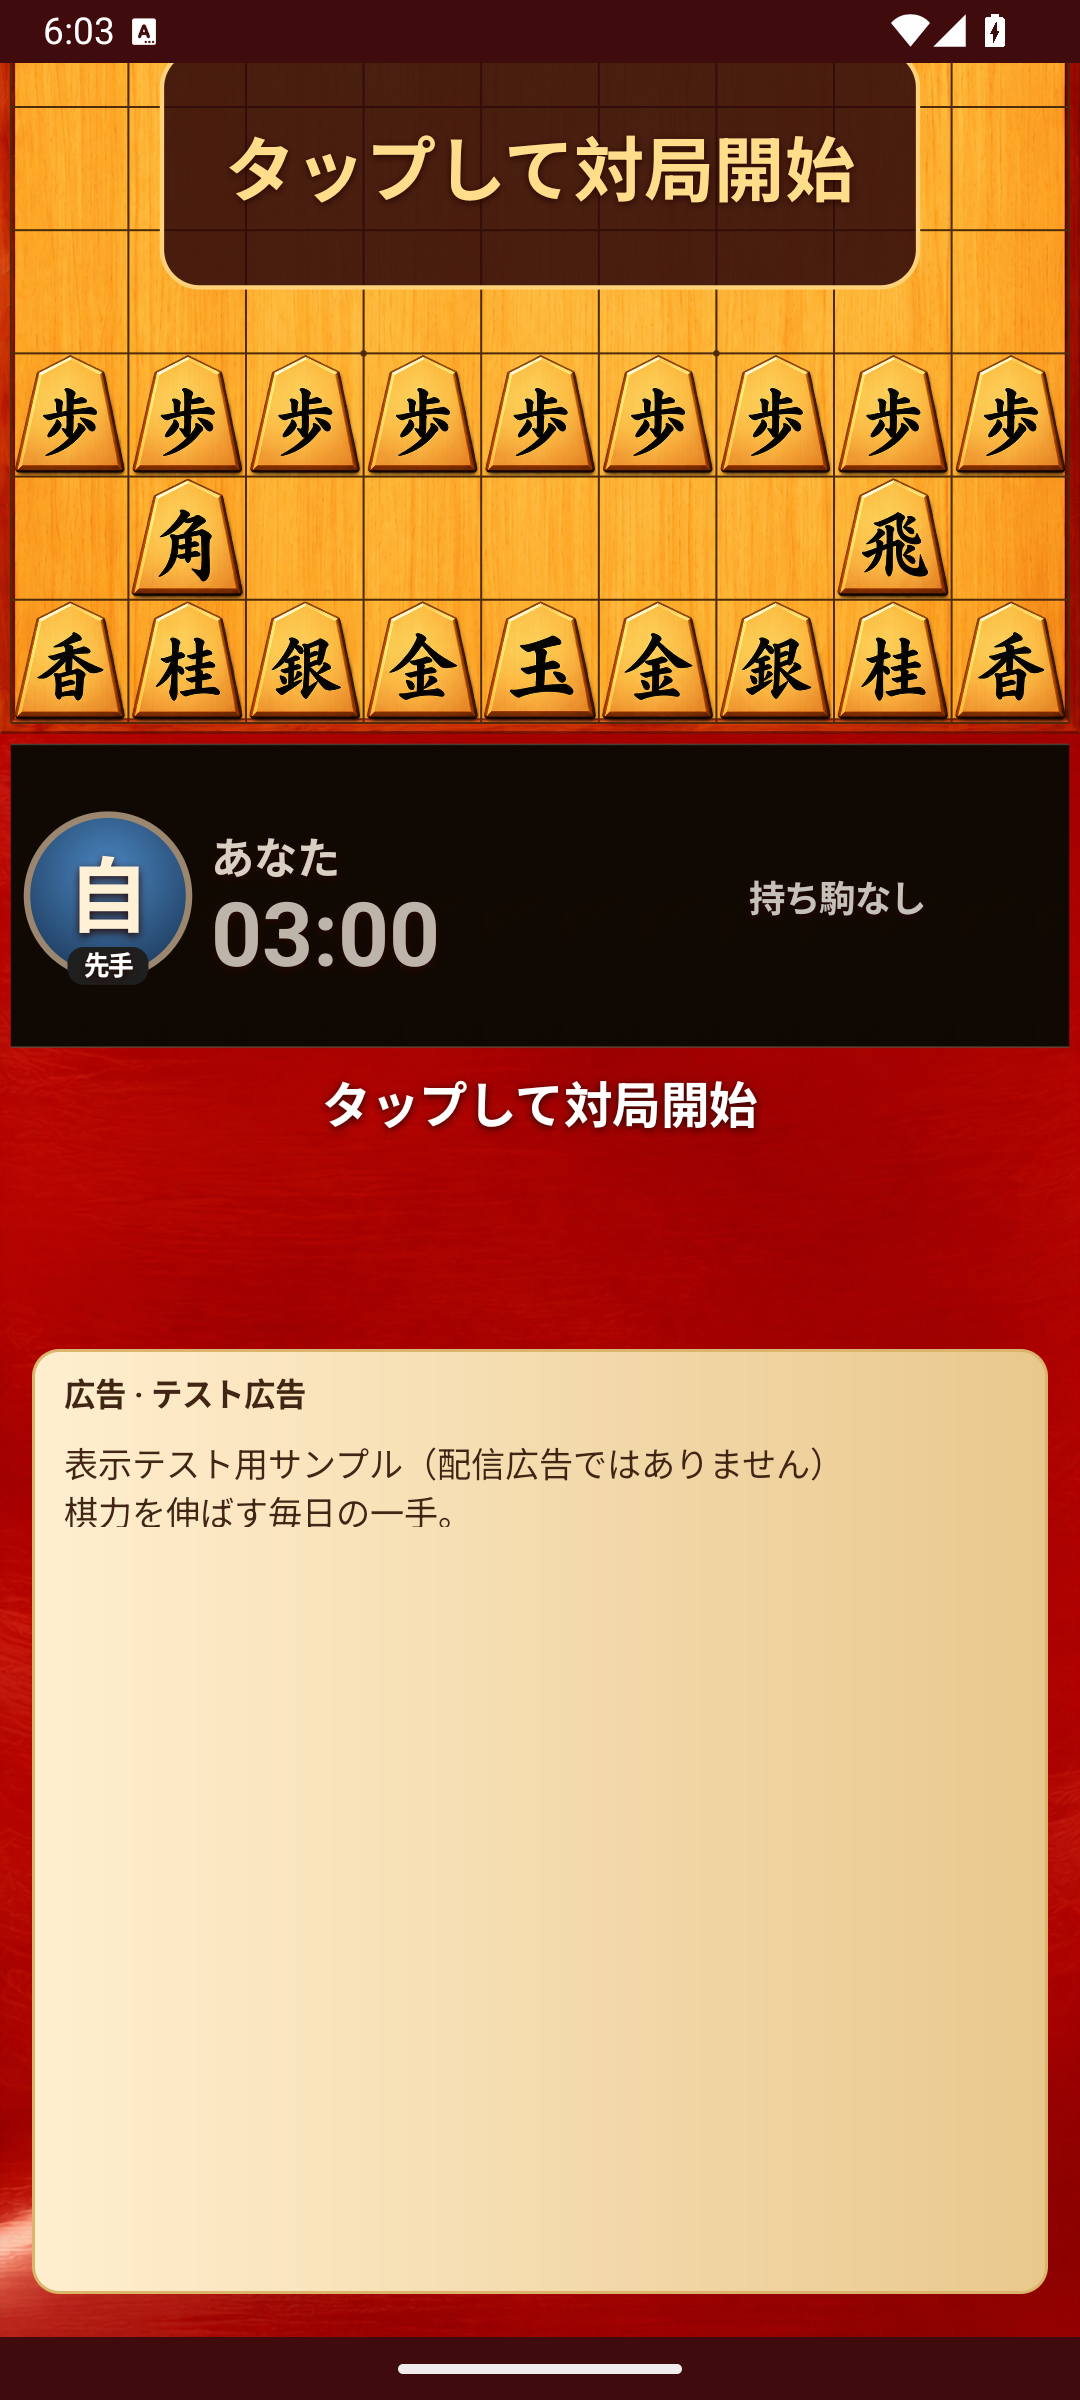 6:03
タップして対局開始
歩 歩 歩 歩 歩 歩 歩 歩 歩
角 飛
香 桂 銀 金 玉 金 銀 桂 香
自
先手
あなた
03:00
持ち駒なし
タップして対局開始
広告 · テスト広告
表示テスト用サンプル（配信広告ではありません）
棋力を伸ばす毎日の一手。